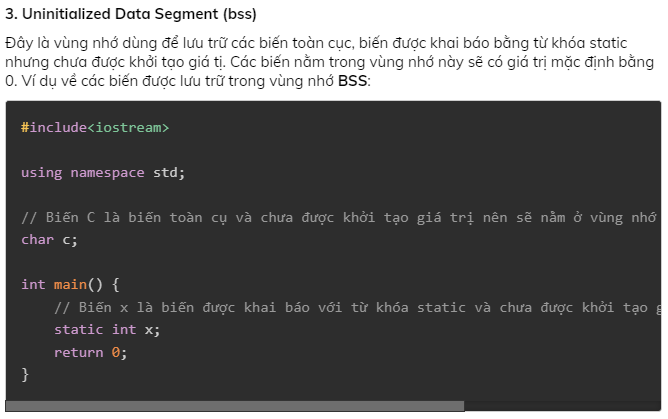 3. Uninitialized Data Segment (bss)
Đây là vùng nhớ dùng để lưu trữ các biến toàn cục, biến được khai báo bằng từ khóa static
nhưng chưa được khởi tạo giá tị. Các biến nằm trong vùng nhớ này sẽ có giá trị mặc định bằng
0. Ví dụ về các biến được lưu trữ trong vùng nhớ BSS:
#include<iostream>
using namespace std;
// Biến C là biến toàn cụ và chưa được khởi tạo giá trị nên sẽ nằm ở vùng nhớ
char c;
int main() {
    // Biến x là biến được khai báo với từ khóa static và chưa được khởi tạo
    static int x;
    return 0;
}